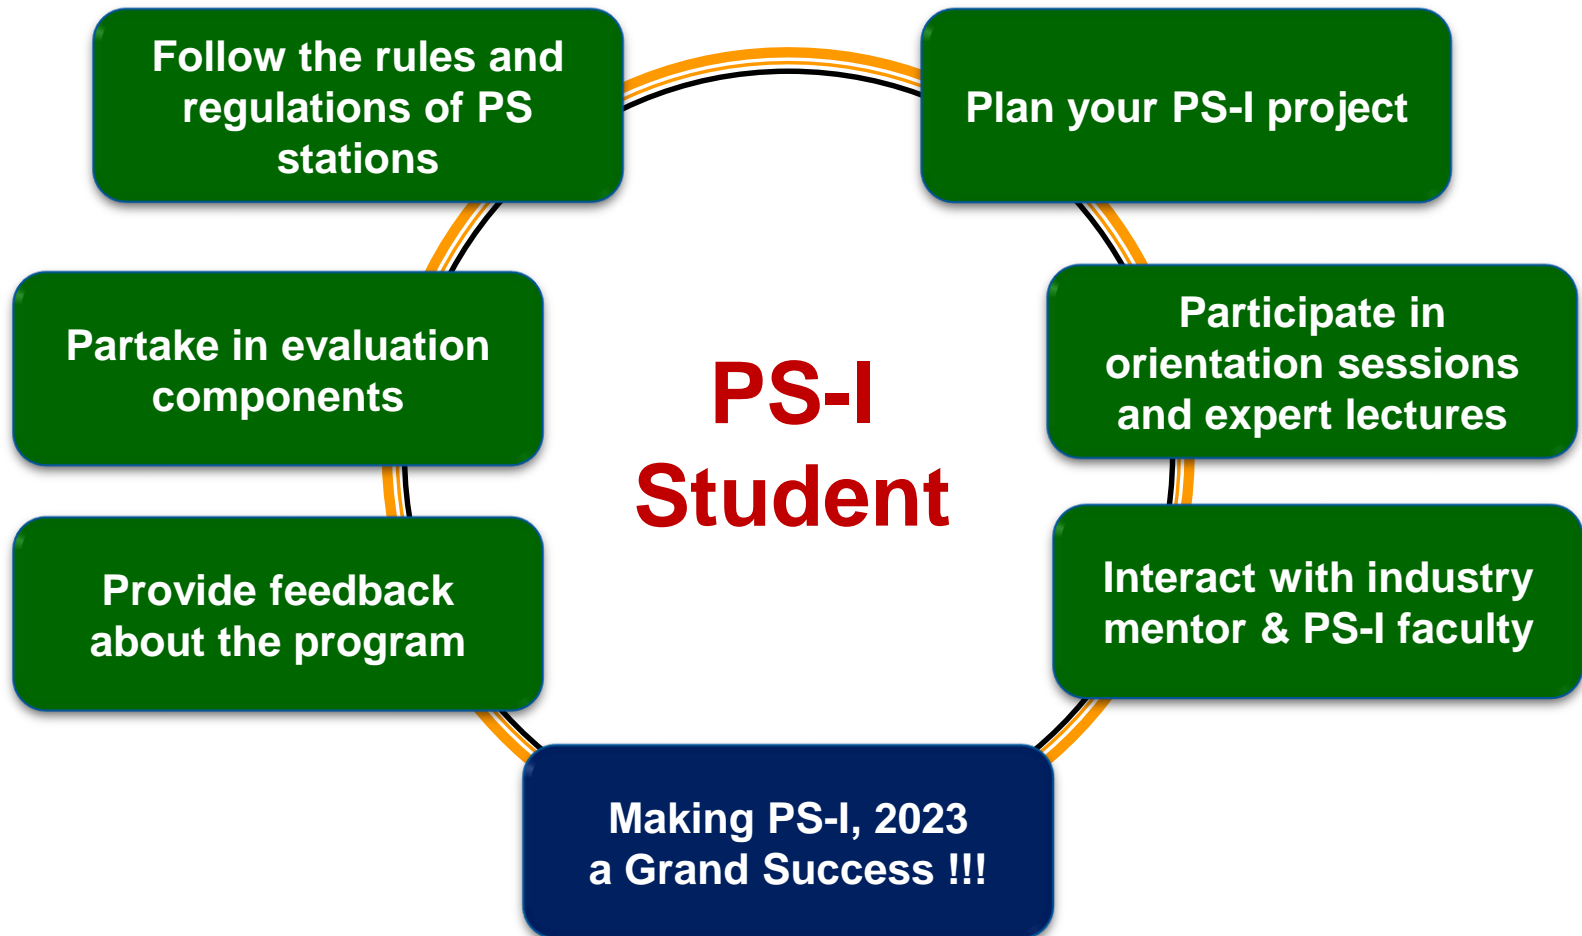 Follow the rules and
regulations of PS
stations
Plan your PS-I project
Partake in evaluation
components
Participate in
orientation sessions
and expert lectures
PS-I
Student
Provide feedback
about the program
Interact with industry
mentor & PS-I faculty
Making PS-I, 2023
a Grand Success !!!